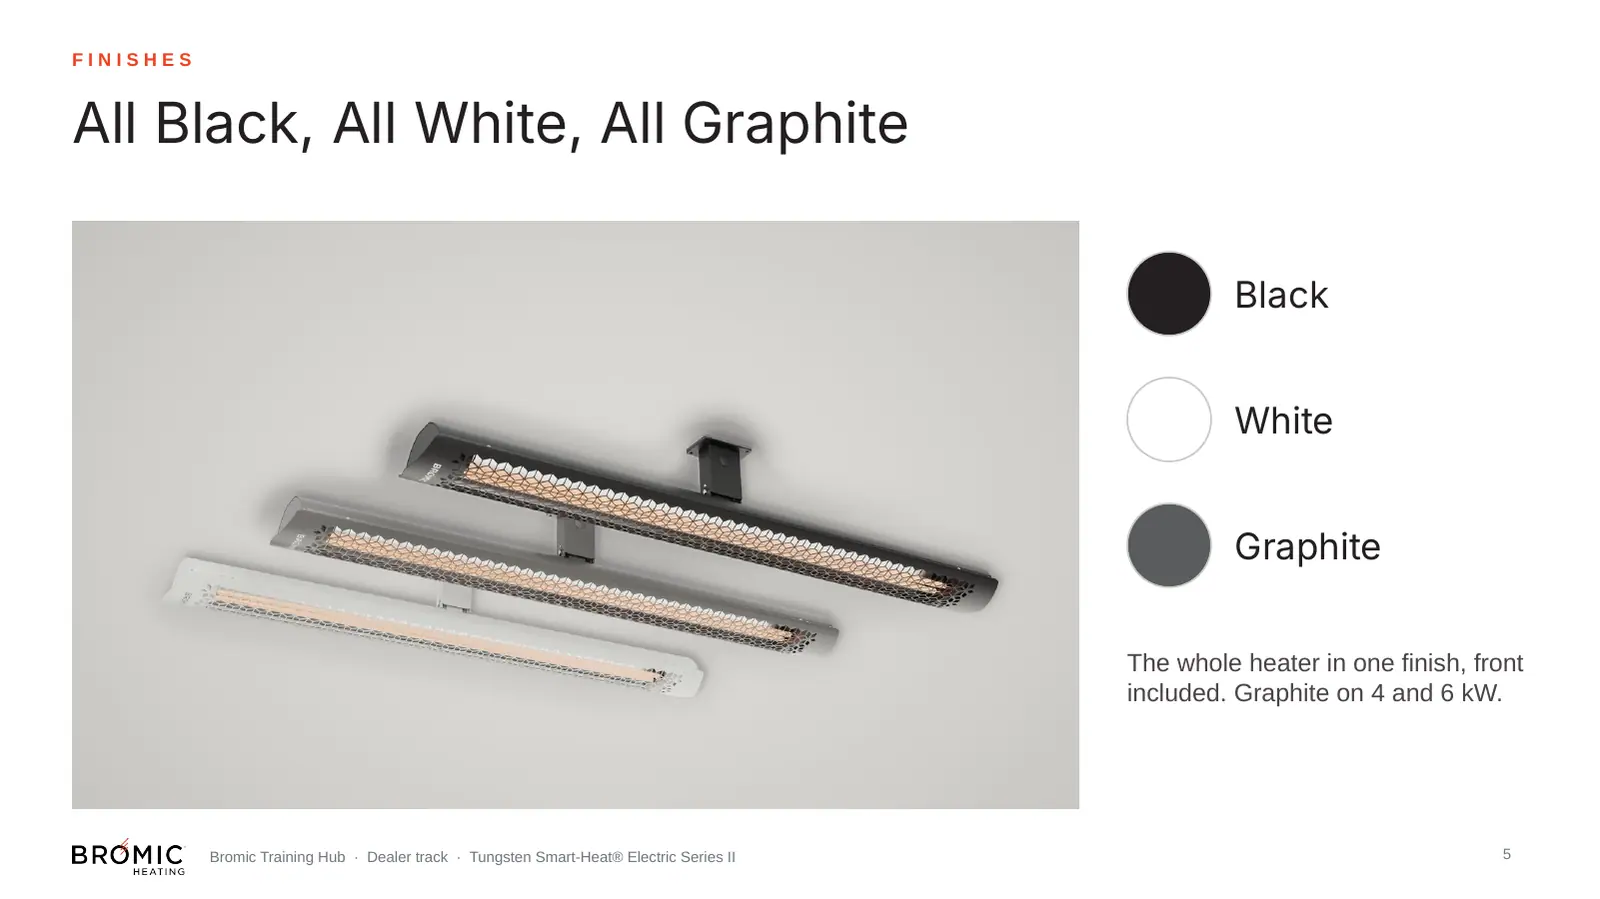 FINISHES
All Black, All White, All Graphite
Black
White
Graphite
The whole heater in one finish, front
included. Graphite on 4 and 6 kW.
BROMIC
HEATING
Bromic Training Hub · Dealer track · Tungsten Smart-Heat® Electric Series II
5